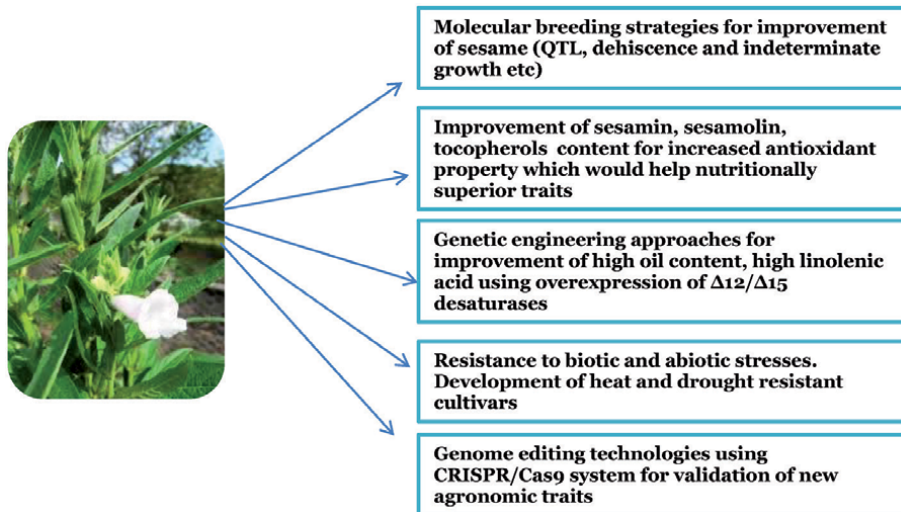 Molecular breeding strategies for improvement
of sesame (QTL, dehiscence and indeterminate
growth etc)
Improvement of sesamin, sesamolin,
tocopherols content for increased antioxidant
property which would help nutritionally
superior traits
Genetic engineering approaches for
improvement of high oil content, high linolenic
acid using overexpression of Δ12/Δ15
desaturases
Resistance to biotic and abiotic stresses.
Development of heat and drought resistant
cultivars
Genome editing technologies using
CRISPR/Cas9 system for validation of new
agronomic traits